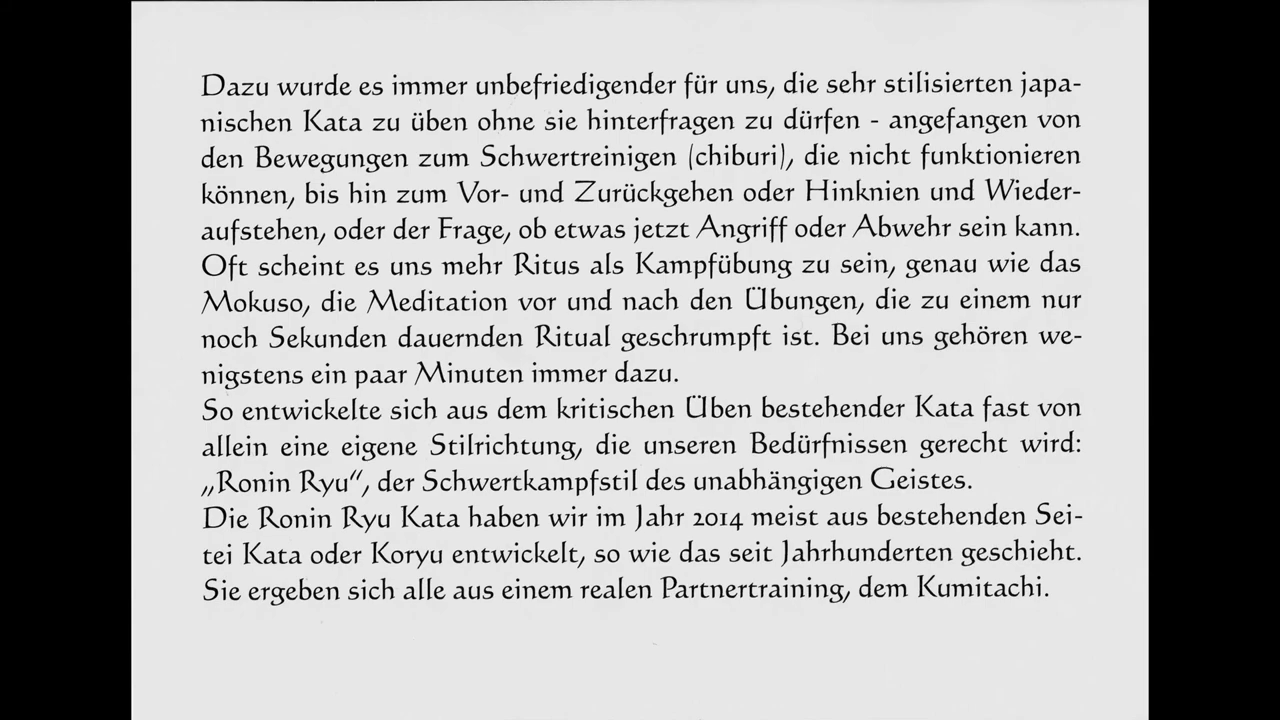 Dazu wurde es immer unbefriedigender für uns, die sehr stilisierten japa-
nischen Kata zu üben ohne sie hinterfragen zu dürfen - angefangen von
den Bewegungen zum Schwertreinigen (chiburi), die nicht funktionieren
können, bis hin zum Vor- und Zurückgehen oder Hinknien und Wieder-
aufstehen, oder der Frage, ob etwas jetzt Angriff oder Abwehr sein kann.
Oft scheint es uns mehr Ritus als Kampfübung zu sein, genau wie das
Mokuso, die Meditation vor und nach den Übungen, die zu einem nur
noch Sekunden dauernden Ritual geschrumpft ist. Bei uns gehören we-
nigstens ein paar Minuten immer dazu.
So entwickelte sich aus dem kritischen Üben bestehender Kata fast von
allein eine eigene Stilrichtung, die unseren Bedürfnissen gerecht wird:
„Ronin Ryu“, der Schwertkampfstil des unabhängigen Geistes.
Die Ronin Ryu Kata haben wir im Jahr 2014 meist aus bestehenden Sei-
tei Kata oder Koryu entwickelt, so wie das seit Jahrhunderten geschieht.
Sie ergeben sich alle aus einem realen Partnertraining, dem Kumitachi.